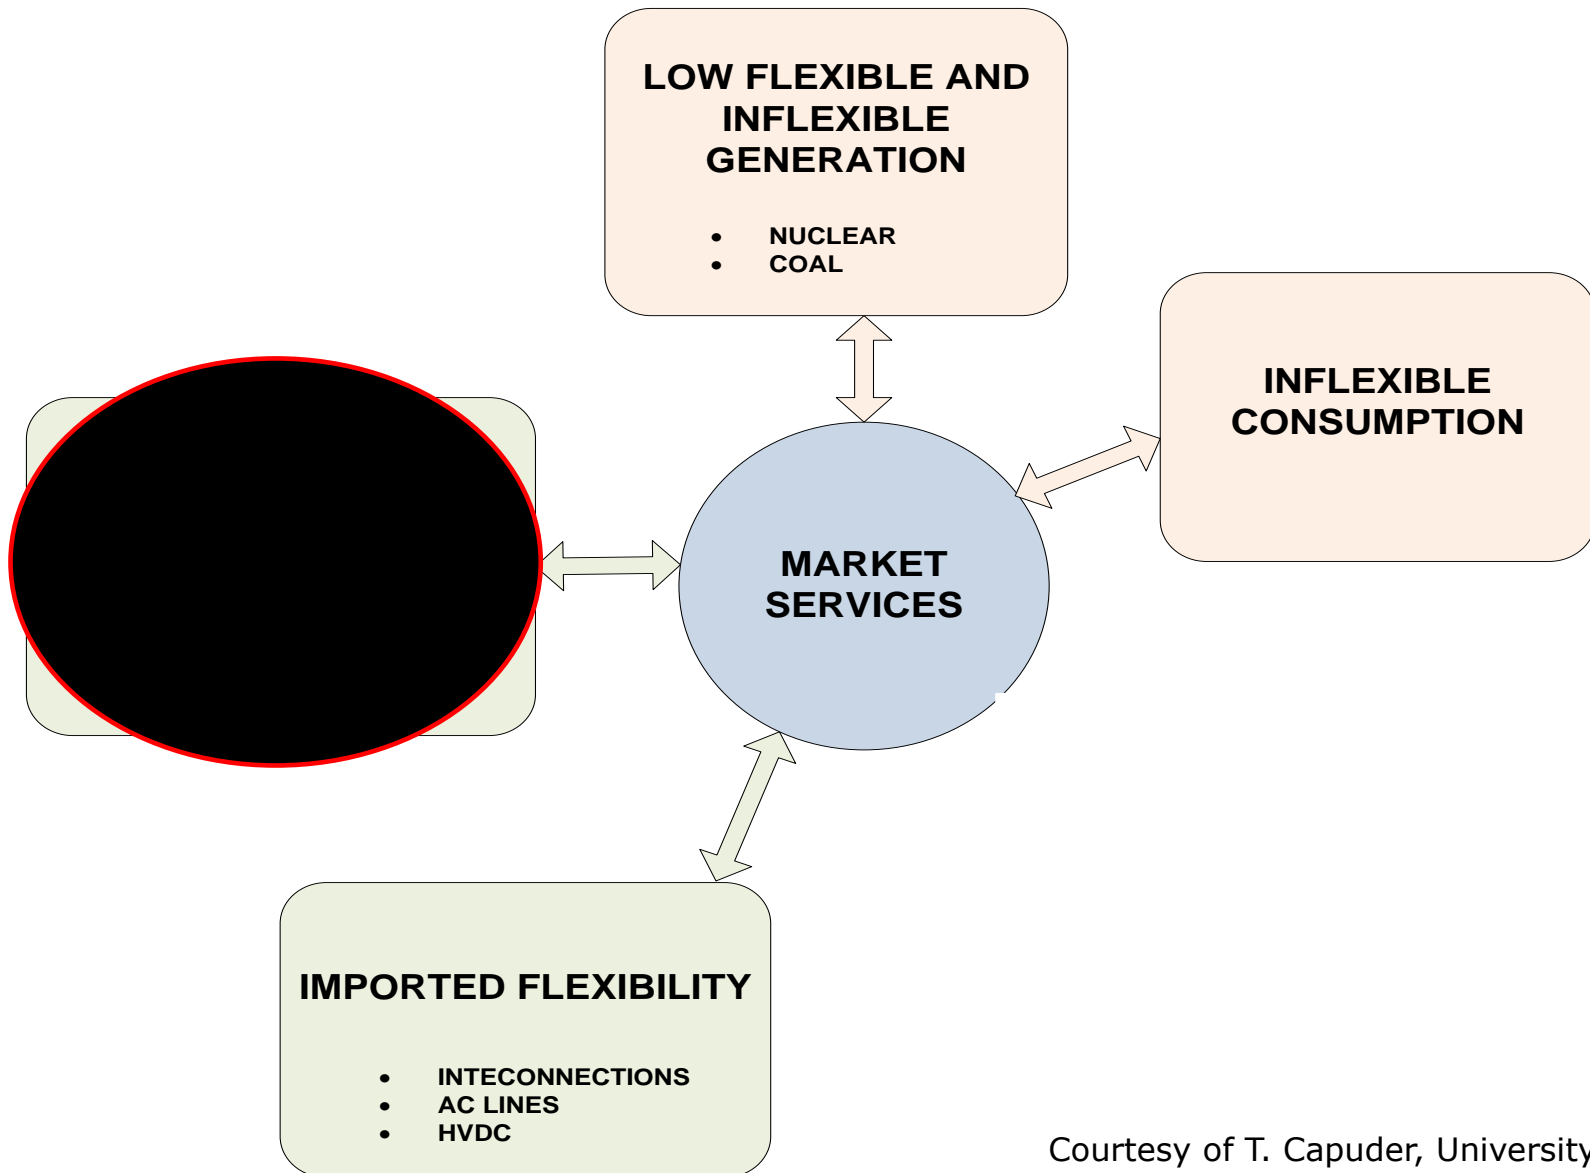 LOW FLEXIBLE AND
INFLEXIBLE
GENERATION
• NUCLEAR
• COAL
INFLEXIBLE
CONSUMPTION
MARKET
SERVICES
IMPORTED FLEXIBILITY
• INTECONNECTIONS
• AC LINES
• HVDC
Courtesy of T. Capuder, University